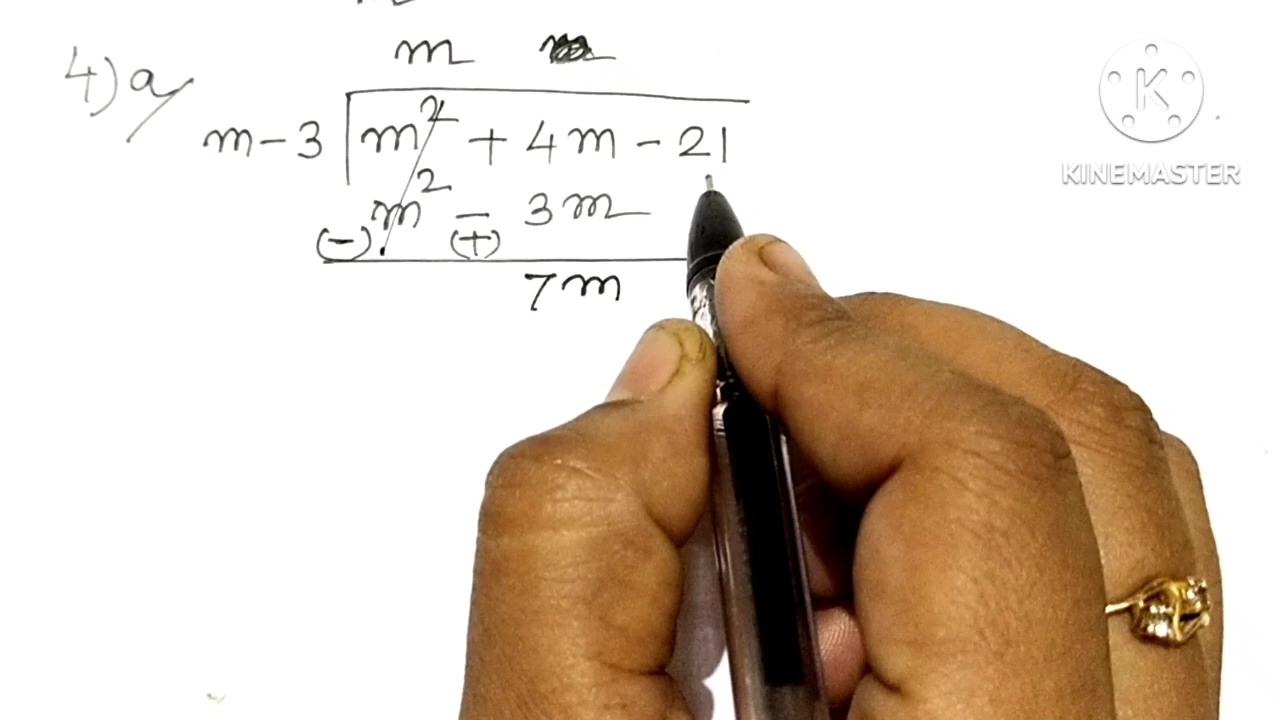 m
4) a) m - 3 | m² + 4m - 21
(-) m² - 3m
(+)
7m
K
KINEMASTER